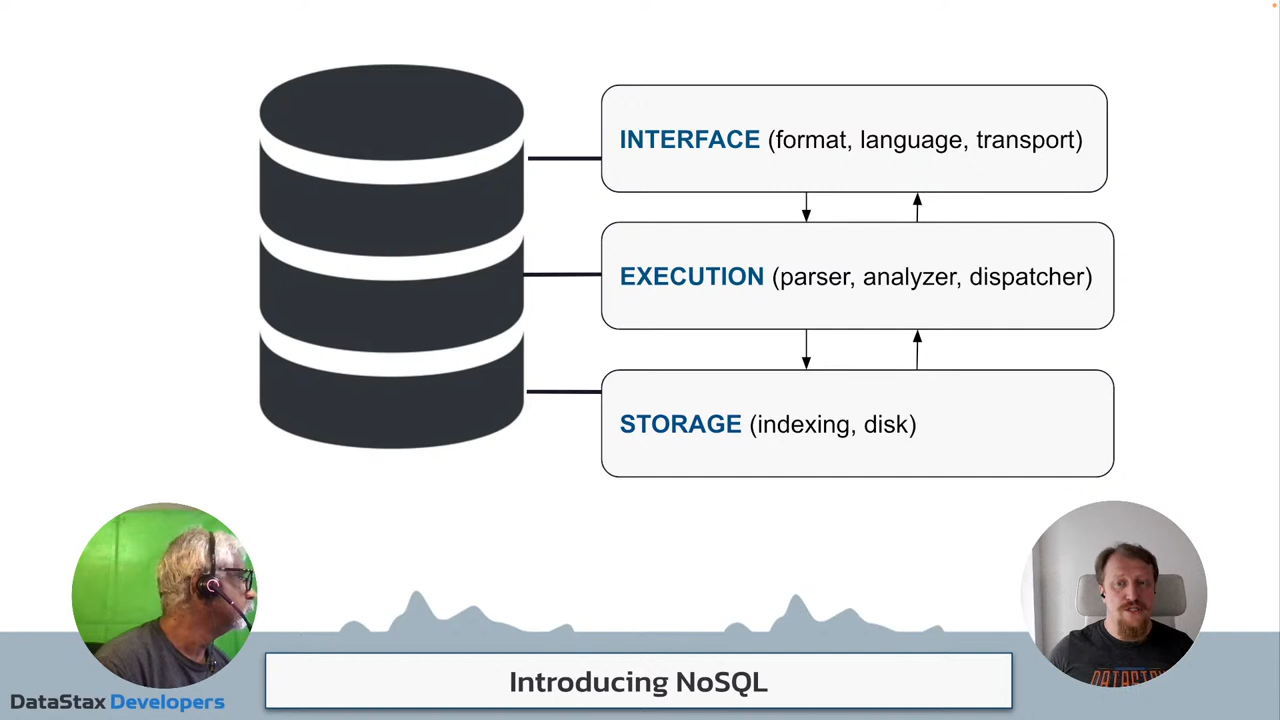 INTERFACE (format, language, transport)
EXECUTION (parser, analyzer, dispatcher)
STORAGE (indexing, disk)
Introducing NoSQL
DataStax Developers